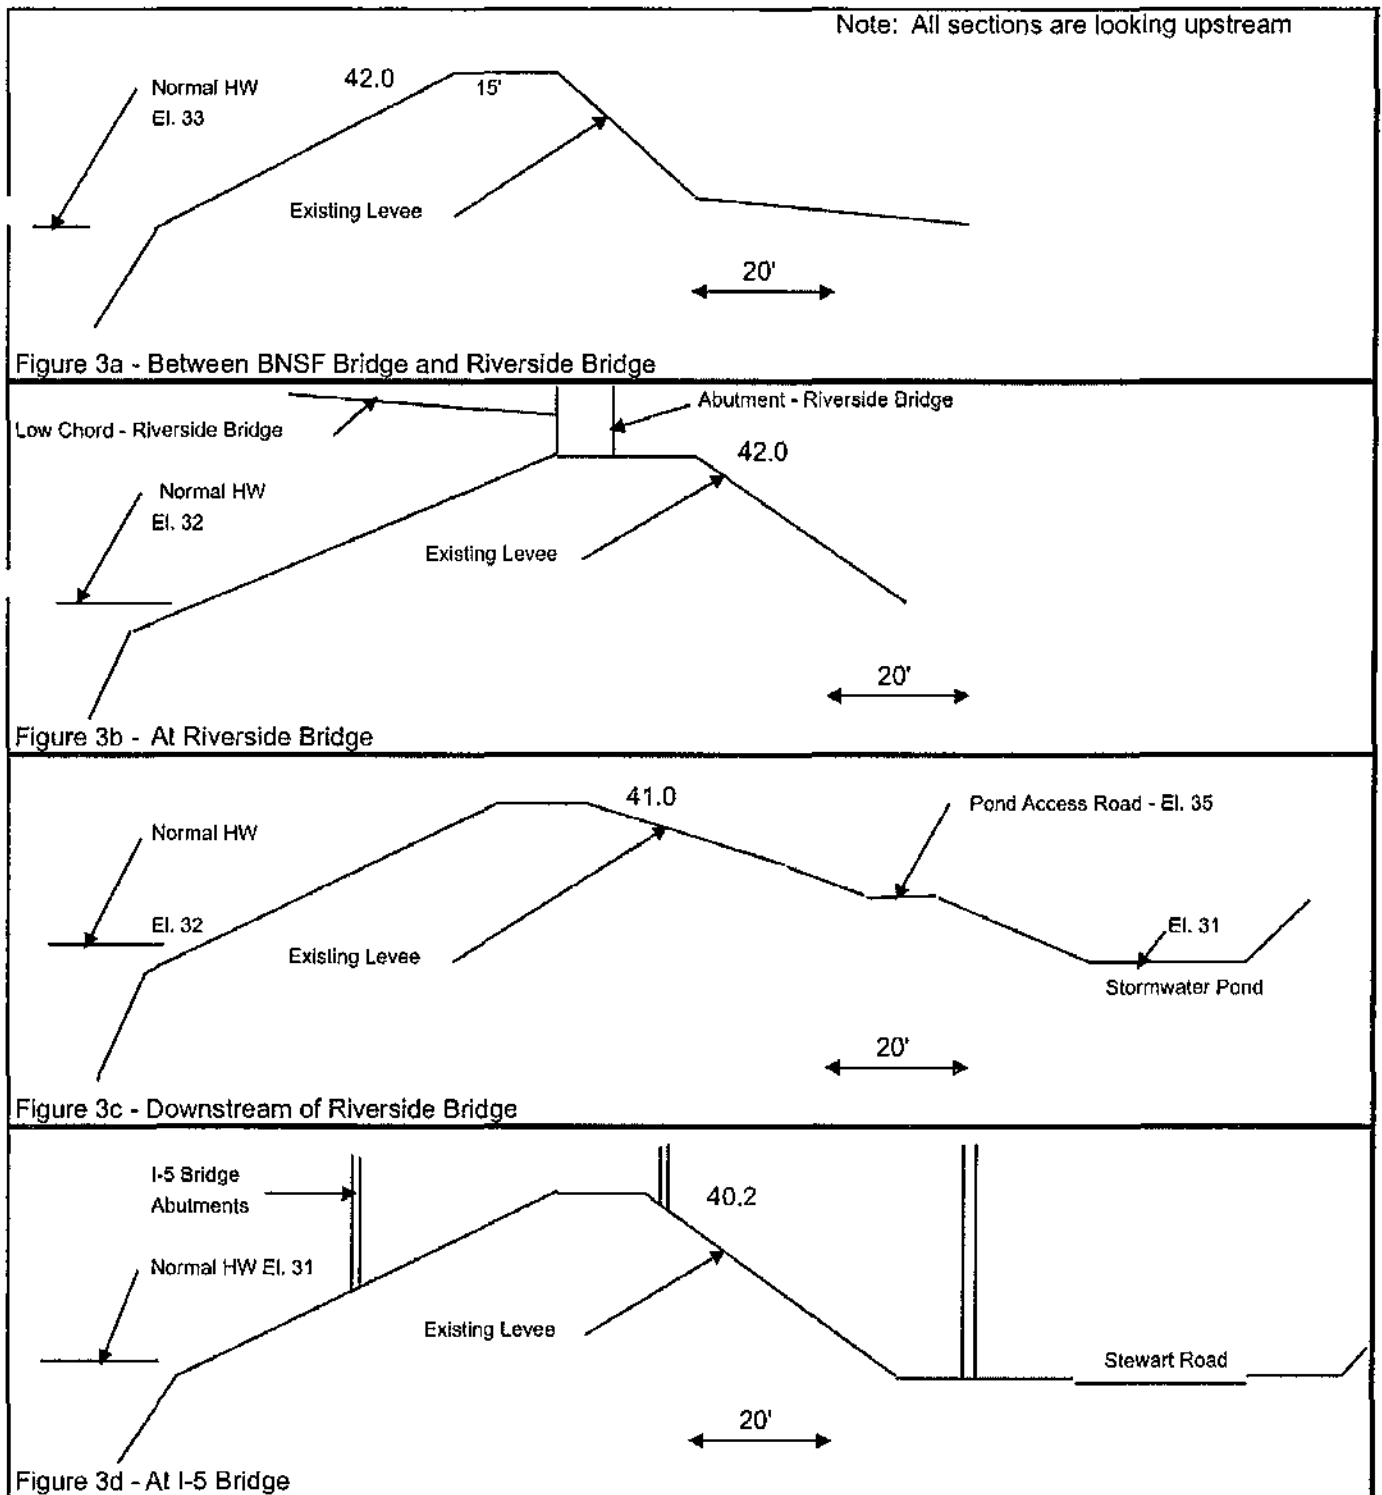 Note: All sections are looking upstream
Normal HW
El. 33
42.0
15'
Existing Levee
20'
Figure 3a - Between BNSF Bridge and Riverside Bridge
Low Chord - Riverside Bridge
Abutment - Riverside Bridge
42.0
Normal HW
El. 32
Existing Levee
20'
Figure 3b - At Riverside Bridge
41.0
Pond Access Road - El. 35
Normal HW
El. 32
Existing Levee
El. 31
Stormwater Pond
20'
Figure 3c - Downstream of Riverside Bridge
I-5 Bridge
Abutments
40.2
Normal HW El. 31
Existing Levee
Stewart Road
20'
Figure 3d - At I-5 Bridge